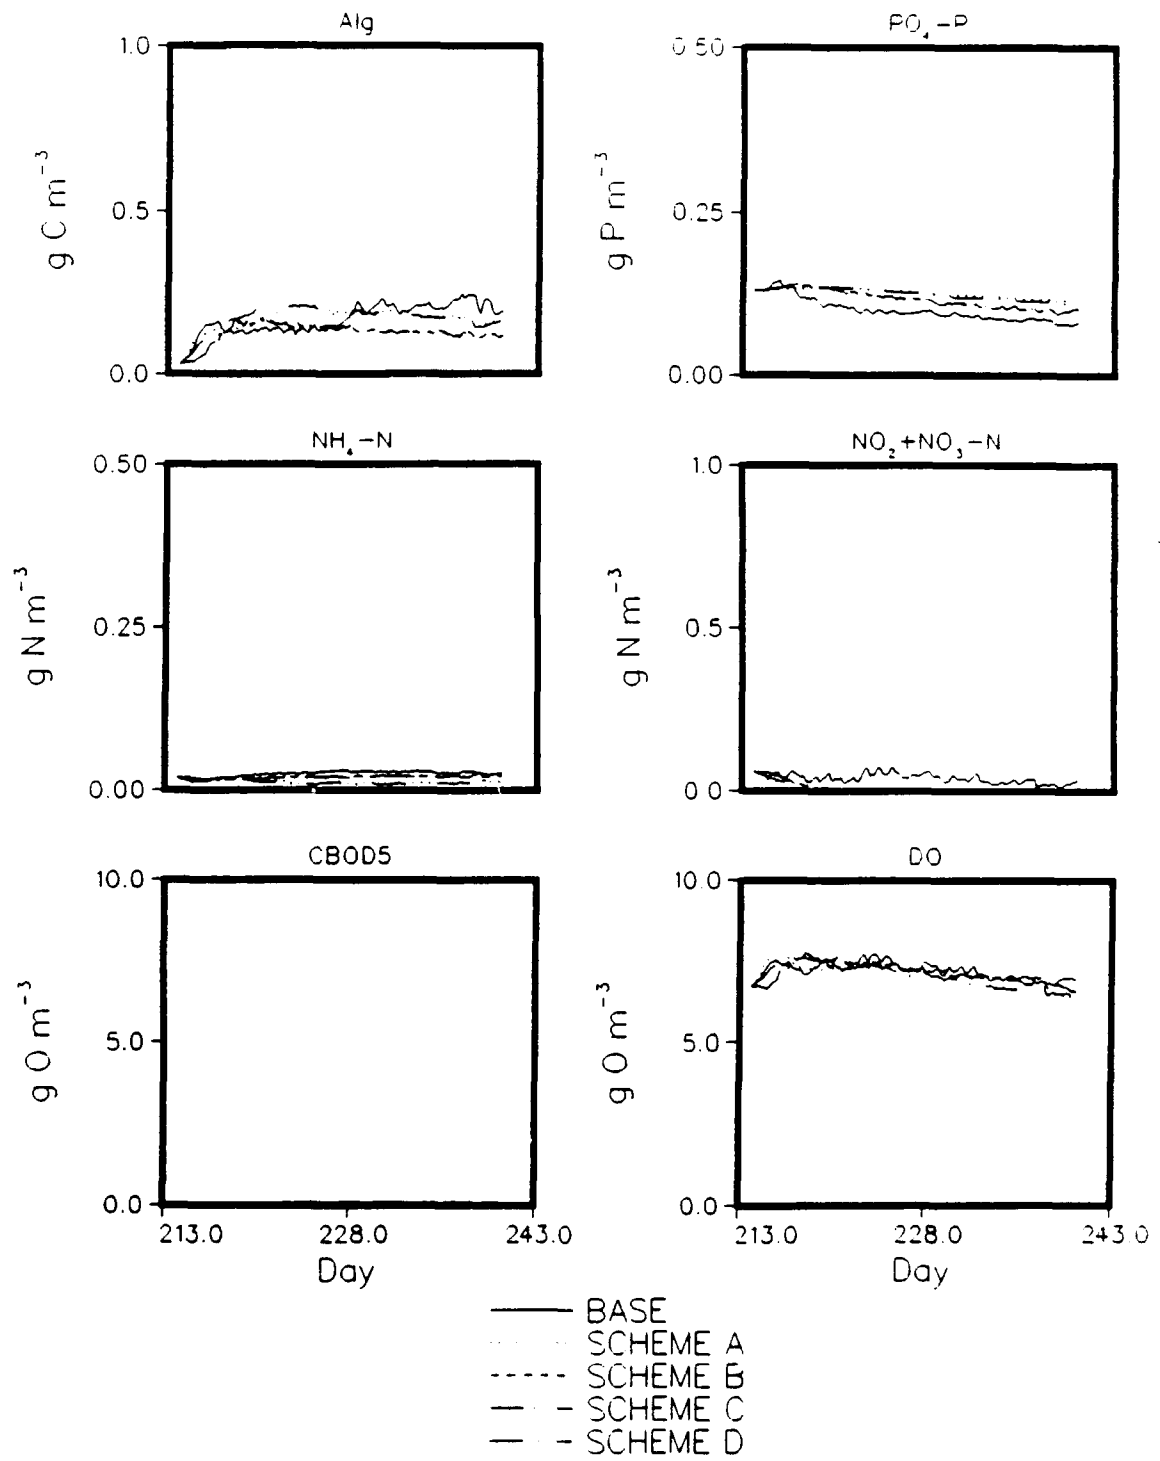 Alg
1.0
0.5
0.0
g C m⁻³
PO₄-P
0.50
0.25
0.00
g P m⁻³
NH₄-N
0.50
0.25
0.00
g N m⁻³
NO₂+NO₃-N
1.0
0.5
0.0
g N m⁻³
CBOD5
10.0
5.0
0.0
g O m⁻³
213.0 228.0 243.0
Day
DO
10.0
5.0
0.0
g O m⁻³
213.0 228.0 243.0
Day
BASE
SCHEME A
SCHEME B
SCHEME C
SCHEME D